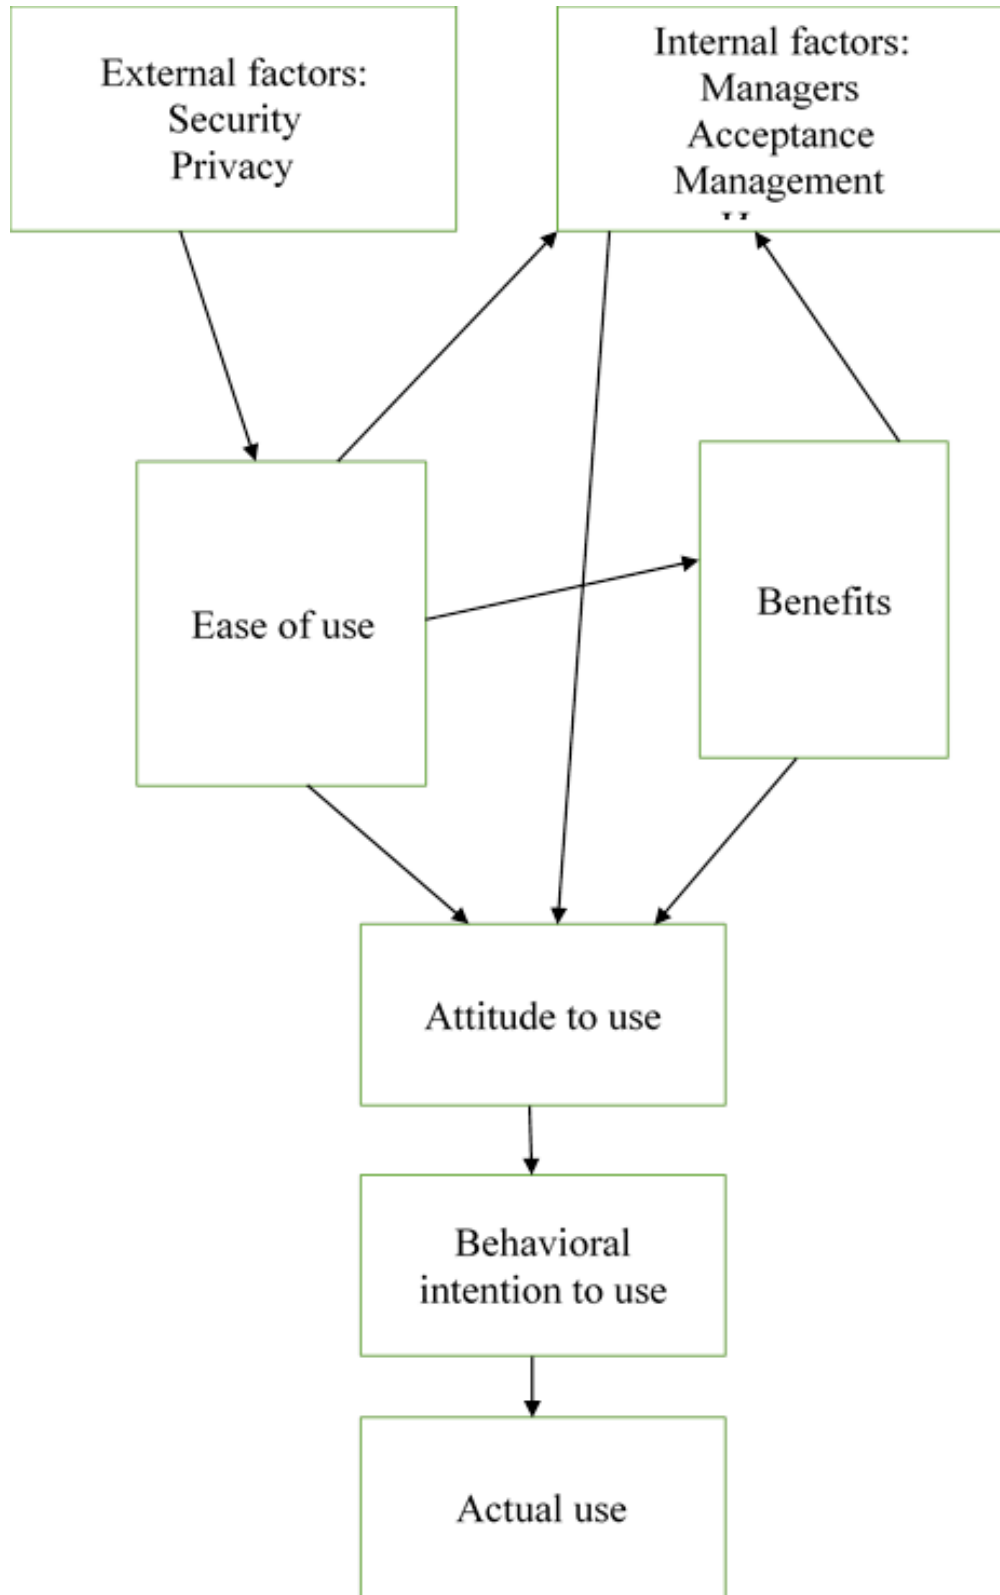 External factors:
Security
Privacy
Internal factors:
Managers
Acceptance
Management
Ease of use
Benefits
Attitude to use
Behavioral
intention to use
Actual use